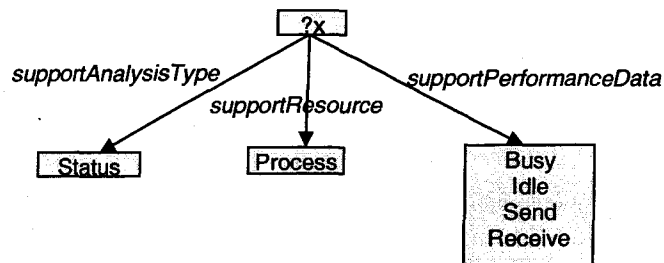 ?x
supportAnalysisType
supportPerformanceData
supportResource
Status
Process
Busy
Idle
Send
Receive